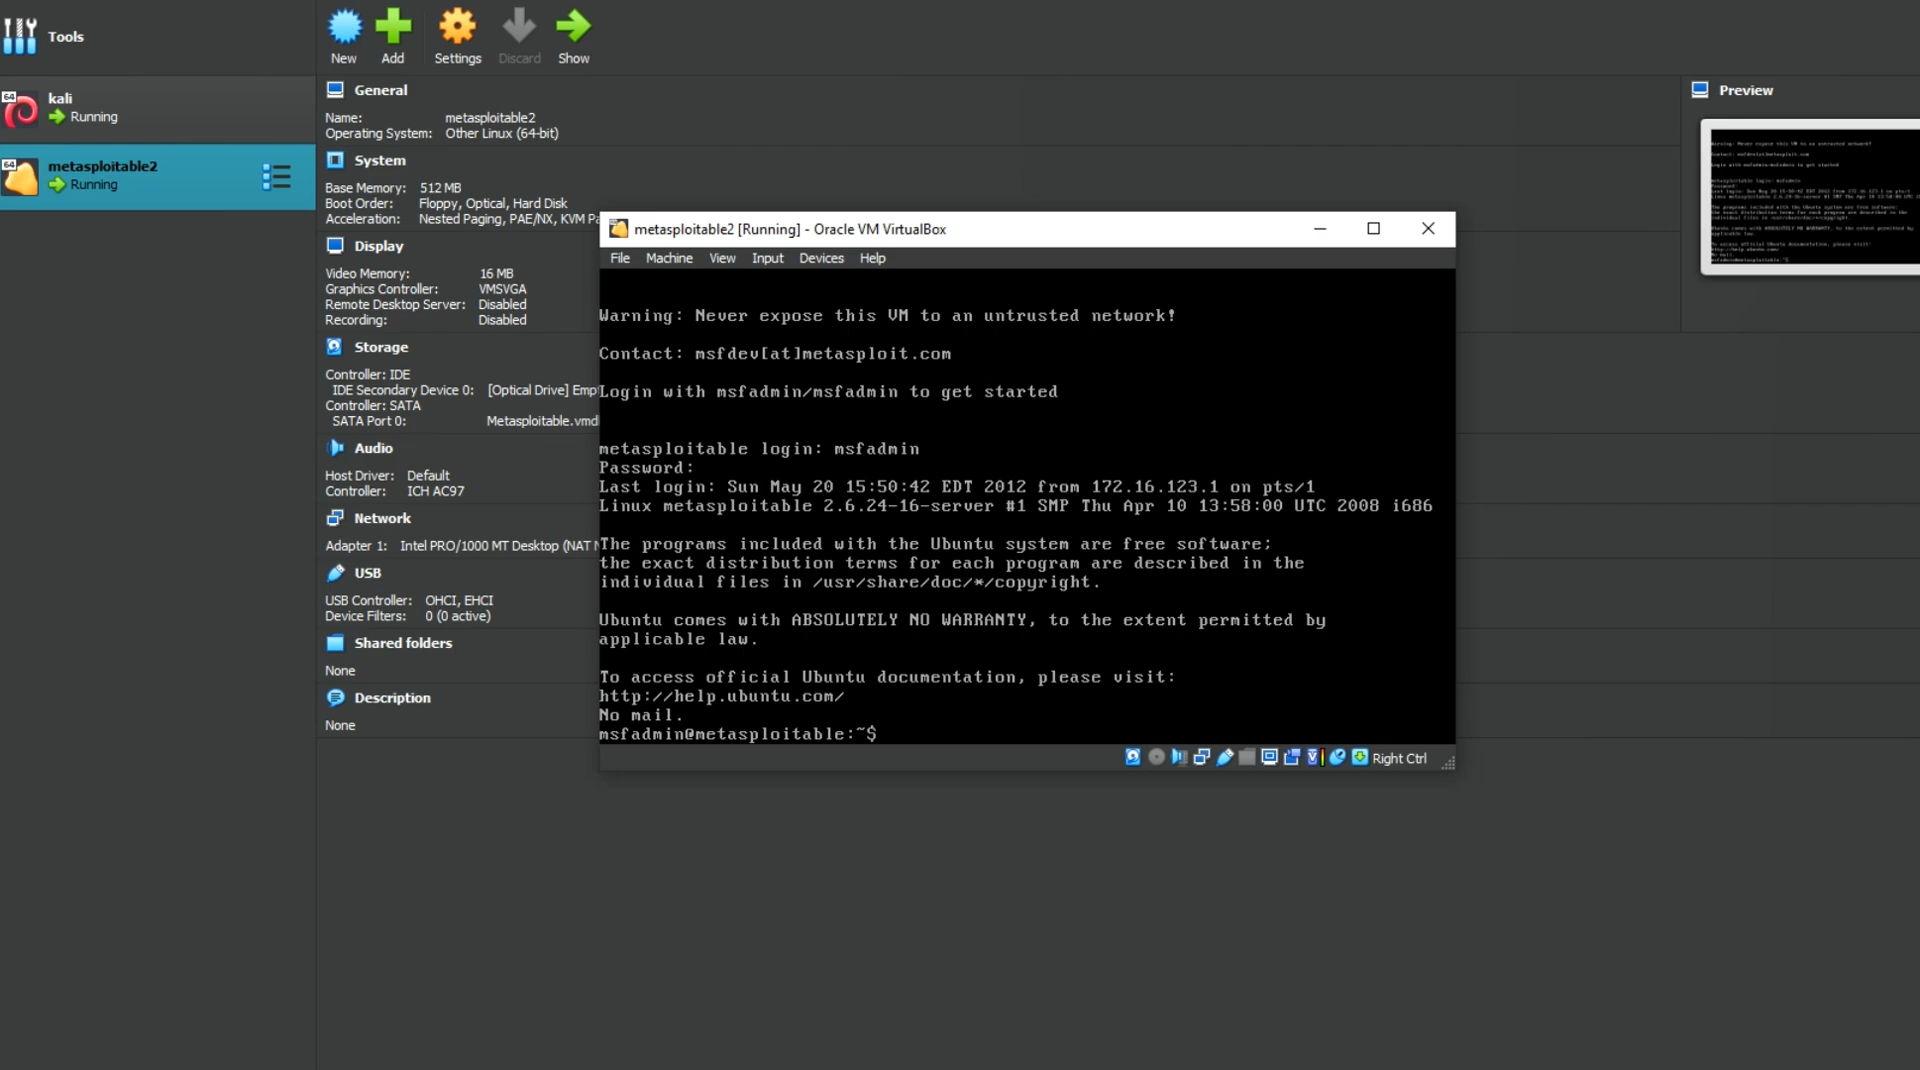 Tools
New
Add
Settings
Discard
Show
64
kali
Running
64
metasploitable2
Running
General
Name: metasploitable2
Operating System: Other Linux (64-bit)
System
Base Memory: 512 MB
Boot Order: Floppy, Optical, Hard Disk
Acceleration: Nested Paging, PAE/NX, KVM Pa
Display
Video Memory: 16 MB
Graphics Controller: VMSVGA
Remote Desktop Server: Disabled
Recording: Disabled
Storage
Controller: IDE
IDE Secondary Device 0: [Optical Drive] Empt
Controller: SATA
SATA Port 0: Metasploitable.vmd
Audio
Host Driver: Default
Controller: ICH AC97
Network
Adapter 1: Intel PRO/1000 MT Desktop (NAT N
USB
USB Controller: OHCI, EHCI
Device Filters: 0 (0 active)
Shared folders
None
Description
None
Preview
metasploitable2 [Running] - Oracle VM VirtualBox
File Machine View Input Devices Help
Warning: Never expose this VM to an untrusted network!
Contact: msfdev[at]metasploit.com
Login with msfadmin/msfadmin to get started
metasploitable login: msfadmin
Password:
Last login: Sun May 20 15:50:42 EDT 2012 from 172.16.123.1 on pts/1
Linux metasploitable 2.6.24-16-server #1 SMP Thu Apr 10 13:58:00 UTC 2008 i686
The programs included with the Ubuntu system are free software;
the exact distribution terms for each program are described in the
individual files in /usr/share/doc/*/copyright.
Ubuntu comes with ABSOLUTELY NO WARRANTY, to the extent permitted by
applicable law.
To access official Ubuntu documentation, please visit:
http://help.ubuntu.com/
No mail.
msfadmin@metasploitable:~$
Right Ctrl